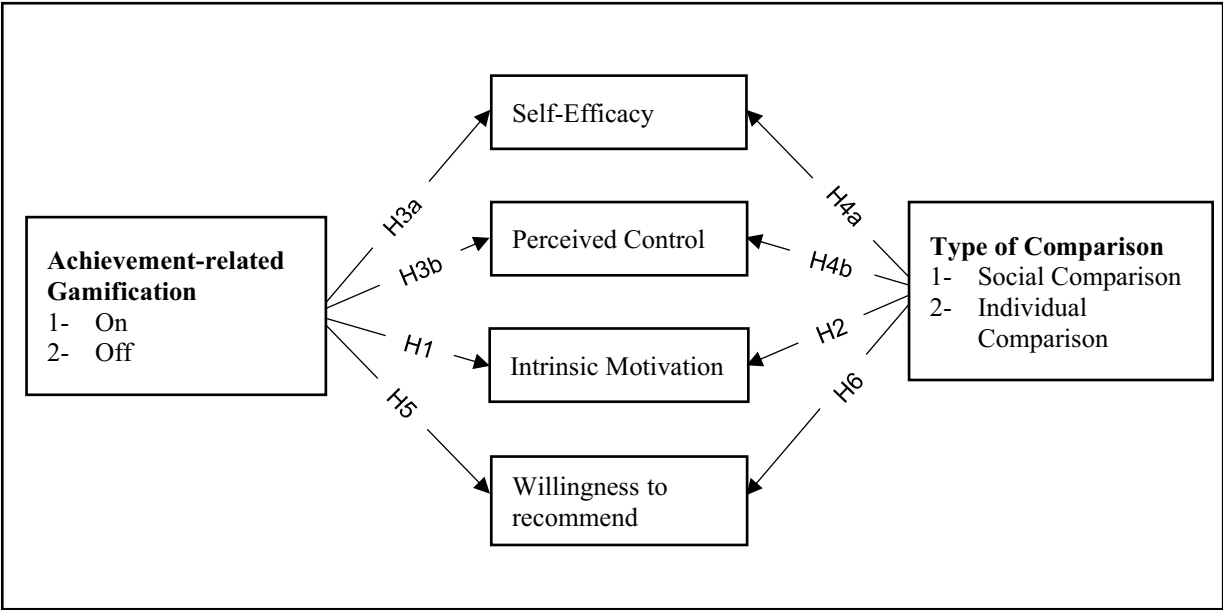 Achievement-related
Gamification
1- On
2- Off
H3a
H3b
H1
H5
Self-Efficacy
Perceived Control
Intrinsic Motivation
Willingness to
recommend
H4a
H4b
H2
H6
Type of Comparison
1- Social Comparison
2- Individual
Comparison